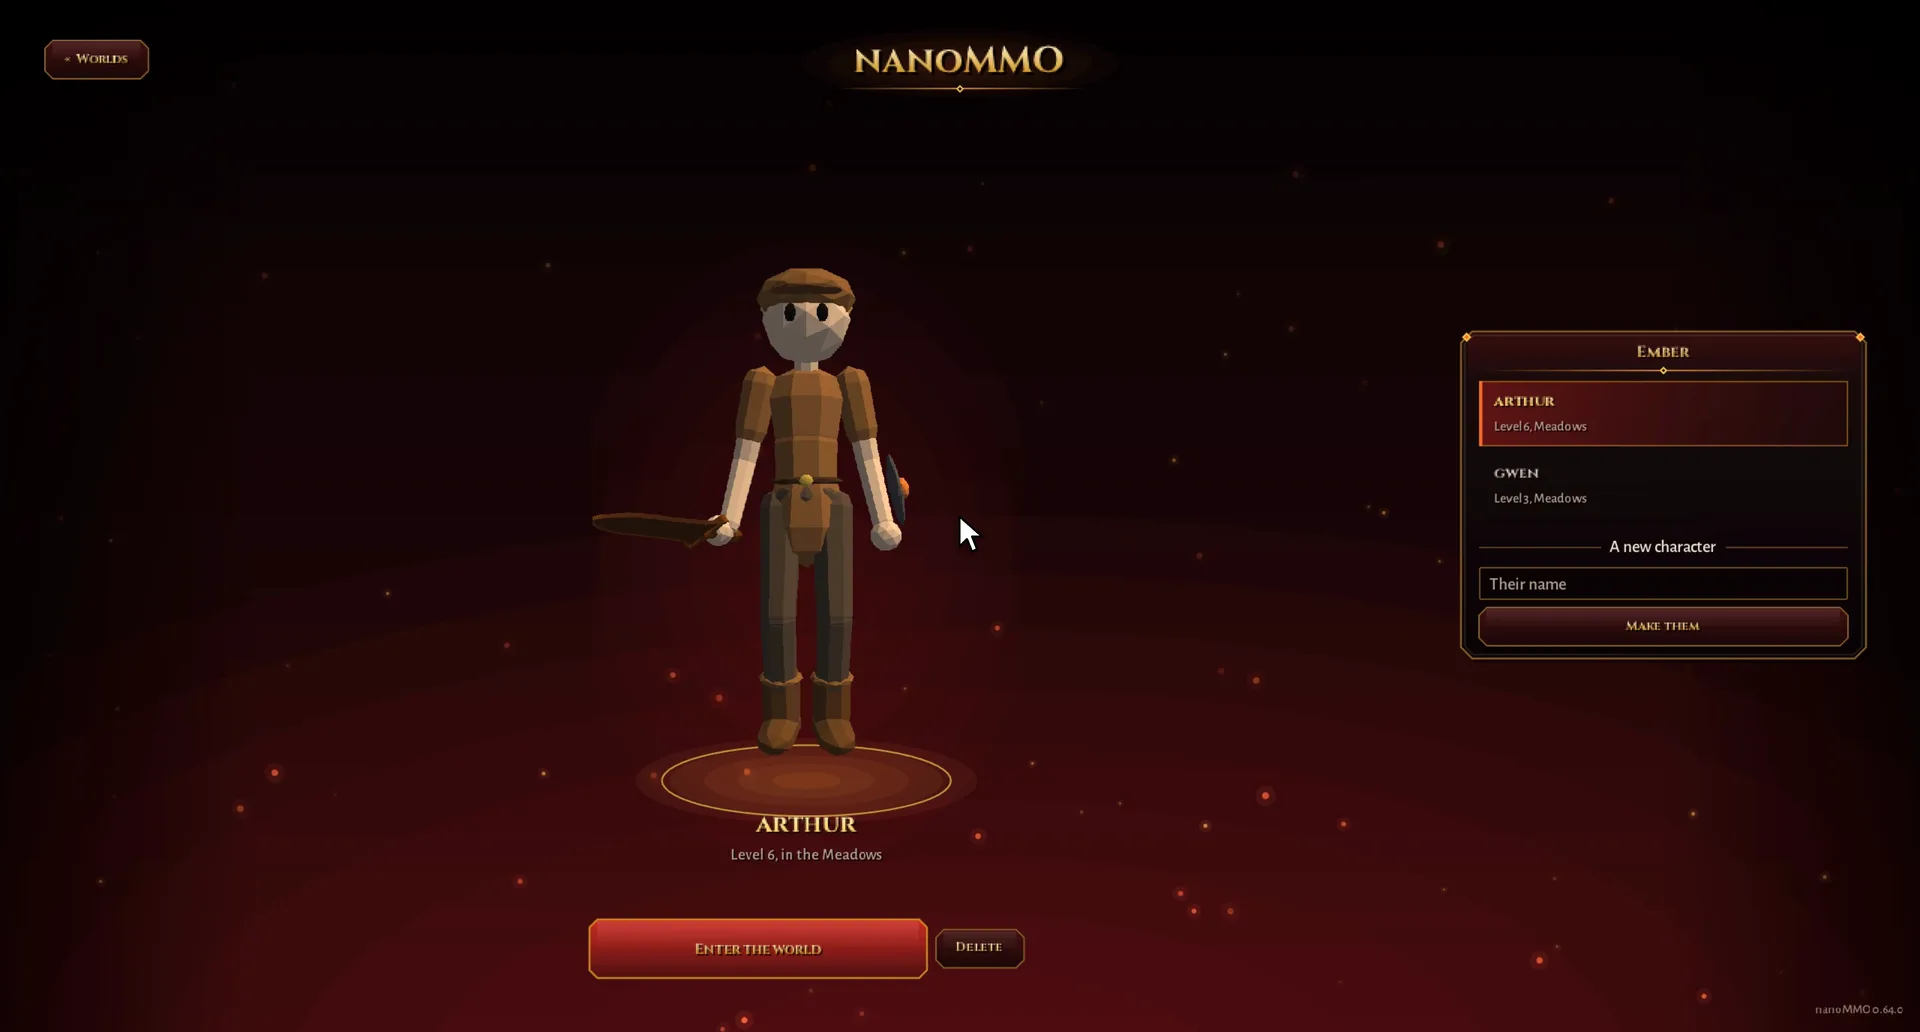 « Worlds
nanoMMO
Ember
Arthur
Level 6, Meadows
Gwen
Level 3, Meadows
A new character
Their name
Make them
Arthur
Level 6, in the Meadows
Enter the world
Delete
nanoMMO 0.64.0